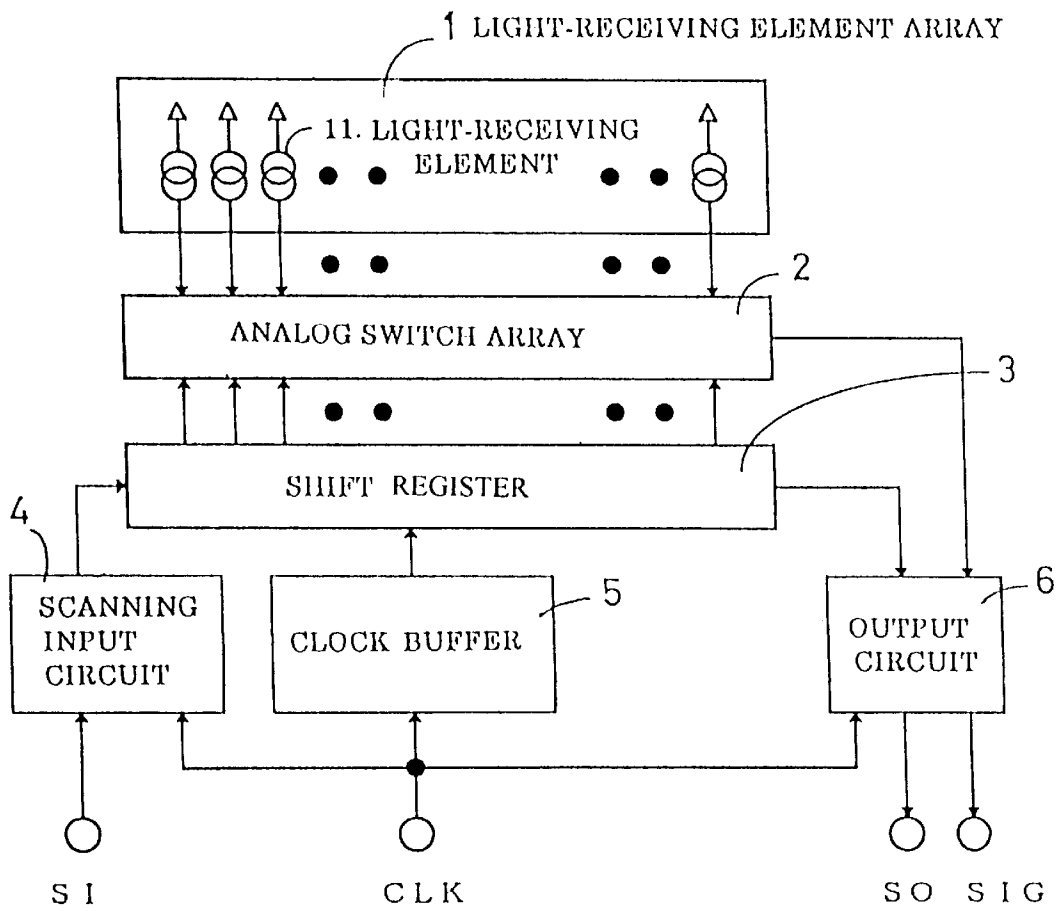 1 LIGHT-RECEIVING ELEMENT ARRAY
11. LIGHT-RECEIVING
ELEMENT
2
ANALOG SWITCH ARRAY
3
SHIFT REGISTER
4
SCANNING
INPUT
CIRCUIT
5
CLOCK BUFFER
6
OUTPUT
CIRCUIT
SI
CLK
SO
SIG